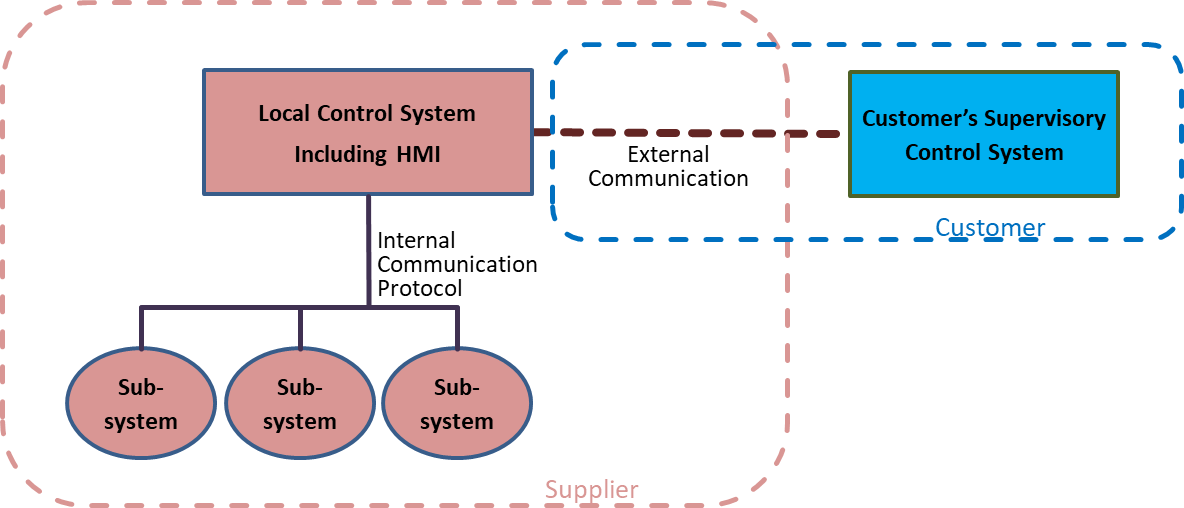 Local Control System
Including HMI
Customer’s Supervisory
Control System
External
Communication
Customer
Internal
Communication
Protocol
Sub-
system
Sub-
system
Sub-
system
Supplier